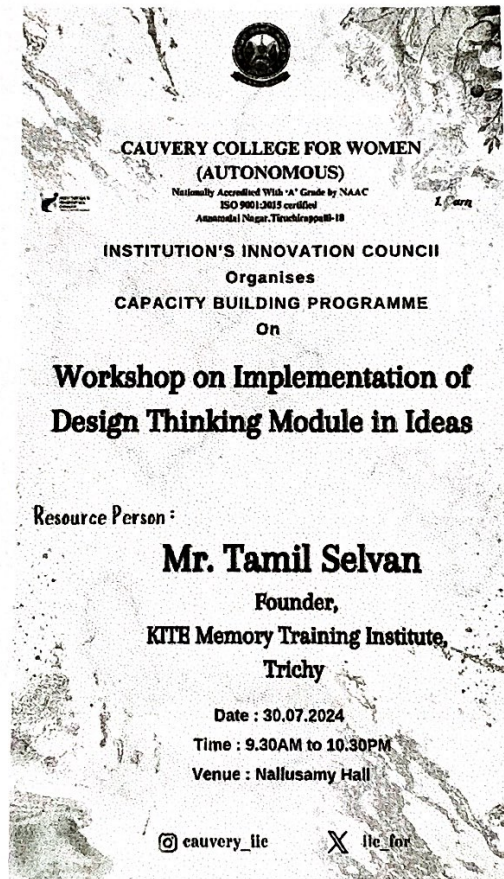 CAUVERY COLLEGE FOR WOMEN
(AUTONOMOUS)
Nationally Accredited With 'A' Grade by NAAC
ISO 9001:2015 certified
Annamalai Nagar, Tiruchirappalli-18
INSTITUTION'S INNOVATION COUNCIL
Organises
CAPACITY BUILDING PROGRAMME
On
Workshop on Implementation of
Design Thinking Module in Ideas
Resource Person :
Mr. Tamil Selvan
Founder,
KITE Memory Training Institute,
Trichy
Date : 30.07.2024
Time : 9.30AM to 10.30PM
Venue : Nallusamy Hall
cauvery_iic
iic_for